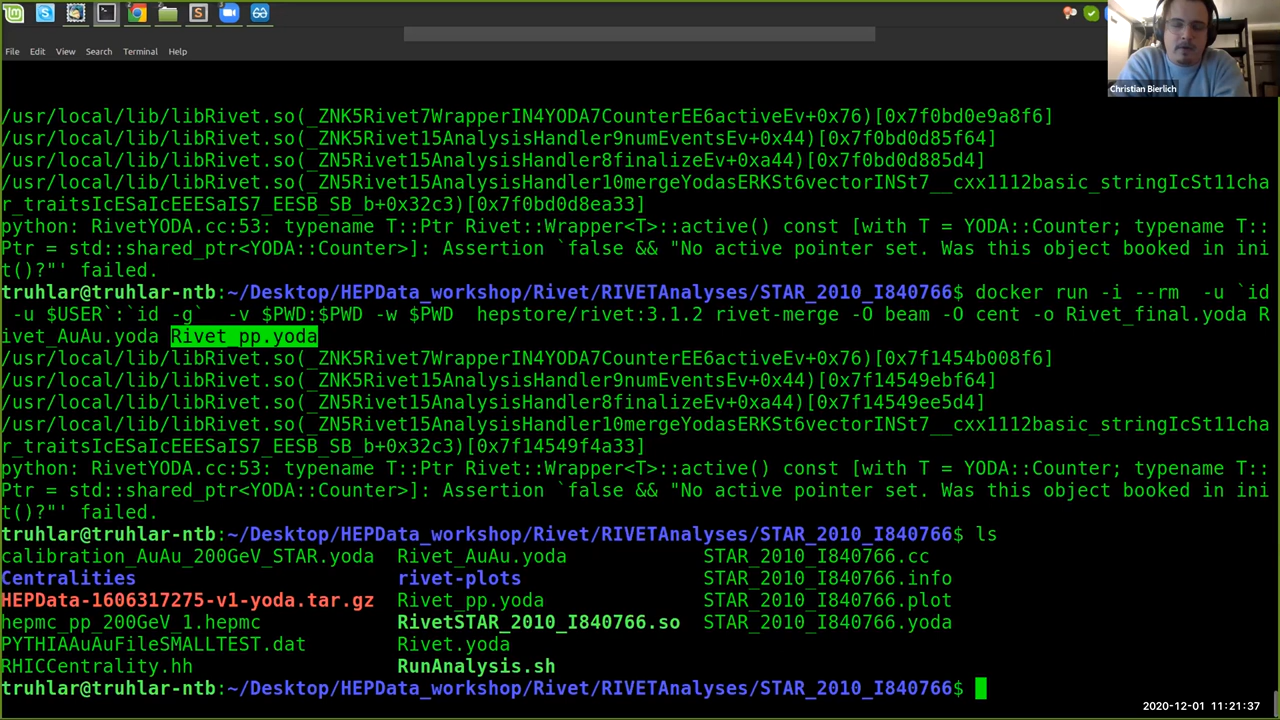 File Edit View Search Terminal Help
Christian Bierlich
/usr/local/lib/libRivet.so(_ZNK5Rivet7WrapperIN4YODA7CounterEE6activeEv+0x76)[0x7f0bd0e9a8f6]
/usr/local/lib/libRivet.so(_ZNK5Rivet15AnalysisHandler9numEventsEv+0x44)[0x7f0bd0d85f64]
/usr/local/lib/libRivet.so(_ZN5Rivet15AnalysisHandler8finalizeEv+0xa44)[0x7f0bd0d885d4]
/usr/local/lib/libRivet.so(_ZN5Rivet15AnalysisHandler10mergeYodasERKSt6vectorINSt7__cxx1112basic_stringIcSt11cha
r_traitsIcESaIcEEESaIS7_EESB_SB_b+0x32c3)[0x7f0bd0d8ea33]
python: RivetYODA.cc:53: typename T::Ptr Rivet::Wrapper<T>::active() const [with T = YODA::Counter; typename T::
Ptr = std::shared_ptr<YODA::Counter>]: Assertion `false && "No active pointer set. Was this object booked in ini
t()?"' failed.
truhlar@truhlar-ntb:~/Desktop/HEPData_workshop/Rivet/RIVETAnalyses/STAR_2010_I840766$ docker run -i --rm  -u `id
 -u $USER`:`id -g`  -v $PWD:$PWD -w $PWD  hepstore/rivet:3.1.2 rivet-merge -O beam -O cent -o Rivet_final.yoda R
ivet_AuAu.yoda Rivet_pp.yoda
/usr/local/lib/libRivet.so(_ZNK5Rivet7WrapperIN4YODA7CounterEE6activeEv+0x76)[0x7f1454b008f6]
/usr/local/lib/libRivet.so(_ZNK5Rivet15AnalysisHandler9numEventsEv+0x44)[0x7f14549ebf64]
/usr/local/lib/libRivet.so(_ZN5Rivet15AnalysisHandler8finalizeEv+0xa44)[0x7f14549ee5d4]
/usr/local/lib/libRivet.so(_ZN5Rivet15AnalysisHandler10mergeYodasERKSt6vectorINSt7__cxx1112basic_stringIcSt11cha
r_traitsIcESaIcEEESaIS7_EESB_SB_b+0x32c3)[0x7f14549f4a33]
python: RivetYODA.cc:53: typename T::Ptr Rivet::Wrapper<T>::active() const [with T = YODA::Counter; typename T::
Ptr = std::shared_ptr<YODA::Counter>]: Assertion `false && "No active pointer set. Was this object booked in ini
t()?"' failed.
truhlar@truhlar-ntb:~/Desktop/HEPData_workshop/Rivet/RIVETAnalyses/STAR_2010_I840766$ ls
calibration_AuAu_200GeV_STAR.yoda  Rivet_AuAu.yoda  STAR_2010_I840766.cc
Centralities  rivet-plots  STAR_2010_I840766.info
HEPData-1606317275-v1-yoda.tar.gz  Rivet_pp.yoda  STAR_2010_I840766.plot
hepmc_pp_200GeV_1.hepmc  RivetSTAR_2010_I840766.so  STAR_2010_I840766.yoda
PYTHIAAuAuFileSMALLTEST.dat  Rivet.yoda
RHICCentrality.hh  RunAnalysis.sh
truhlar@truhlar-ntb:~/Desktop/HEPData_workshop/Rivet/RIVETAnalyses/STAR_2010_I840766$
2020-12-01 11:21:37